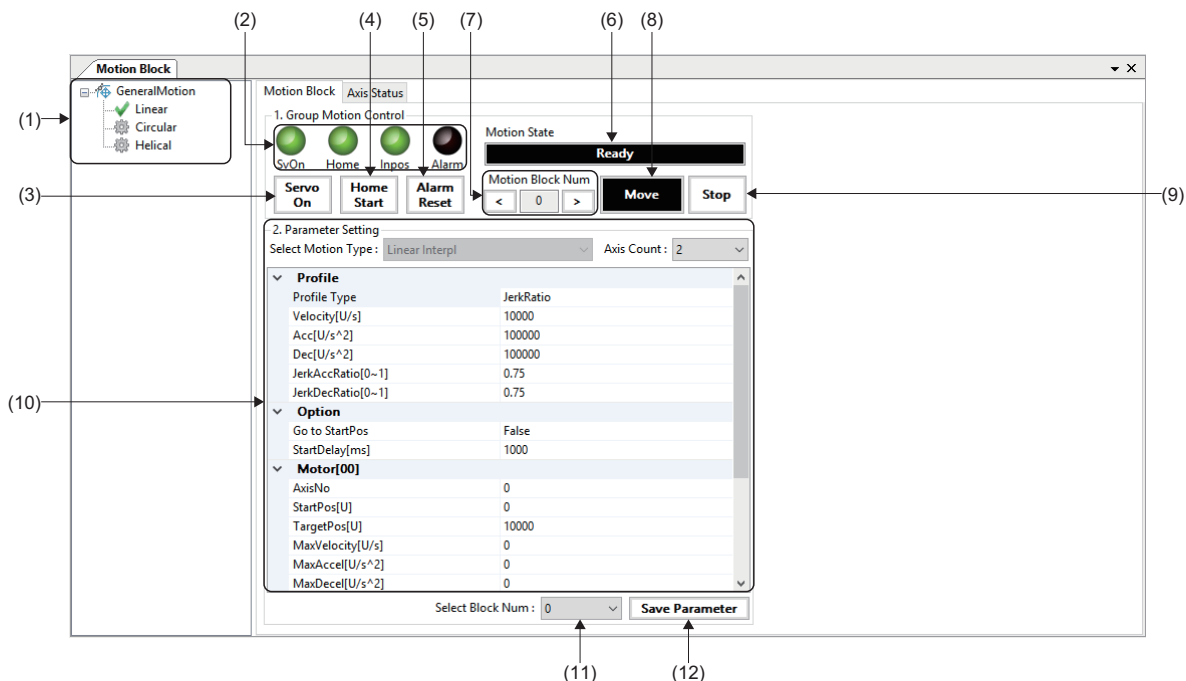 (2) (4) (5) (7) (6) (8)
Motion Block
GeneralMotion
Linear
Circular
Helical
(1)
Motion Block Axis Status
1. Group Motion Control
SvOn Home Inpos Alarm
Motion State
Ready
(3)
Servo On
Home Start
Alarm Reset
Motion Block Num
< 0 >
Move
Stop
(9)
2. Parameter Setting
Select Motion Type : Linear Interpl Axis Count : 2
Profile
Profile Type JerkRatio
Velocity[U/s] 10000
Acc[U/s^2] 100000
Dec[U/s^2] 100000
JerkAccRatio[0~1] 0.75
JerkDecRatio[0~1] 0.75
(10)
Option
Go to StartPos False
StartDelay[ms] 1000
Motor[00]
AxisNo 0
StartPos[U] 0
TargetPos[U] 10000
MaxVelocity[U/s] 0
MaxAccel[U/s^2] 0
MaxDecel[U/s^2] 0
Select Block Num : 0 Save Parameter
(11) (12)